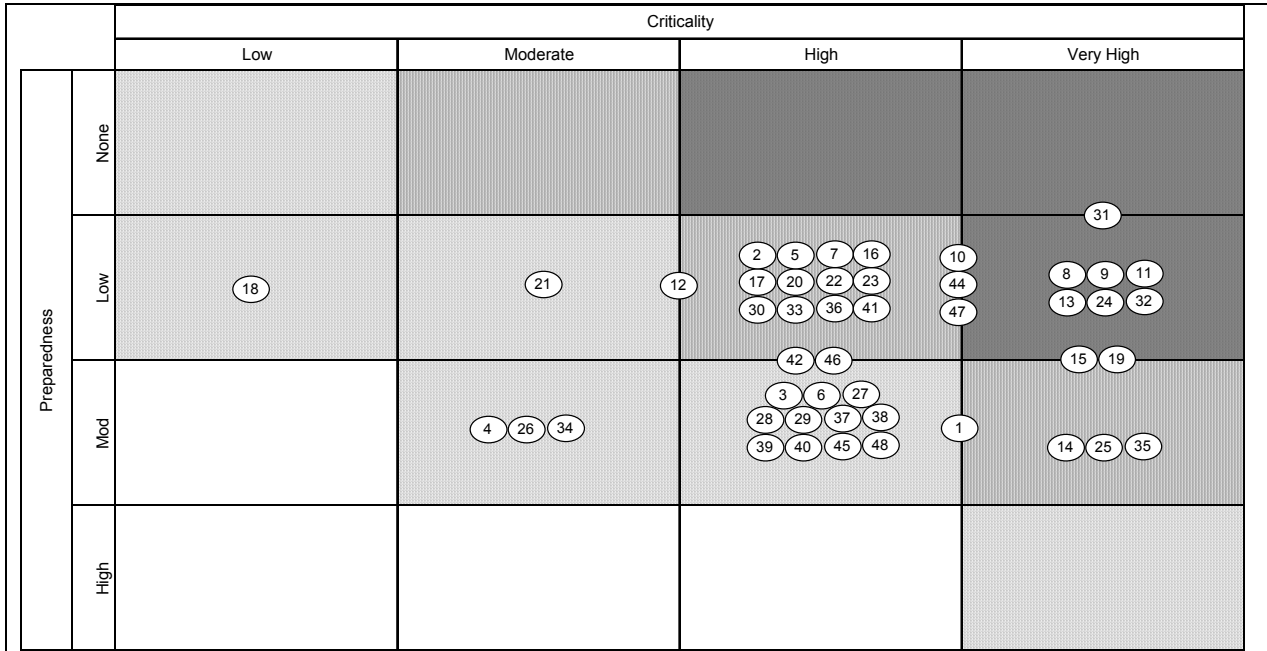 Criticality
Low Moderate High Very High
Preparedness
None
31
Low
2 5 7 16
10
8 9 11
18 21 12 17 20 22 23
44
13 24 32
30 33 36 41
47
42 46
15 19
Mod
3 6 27
28 29 37 38
4 26 34
1
39 40 45 48
14 25 35
High